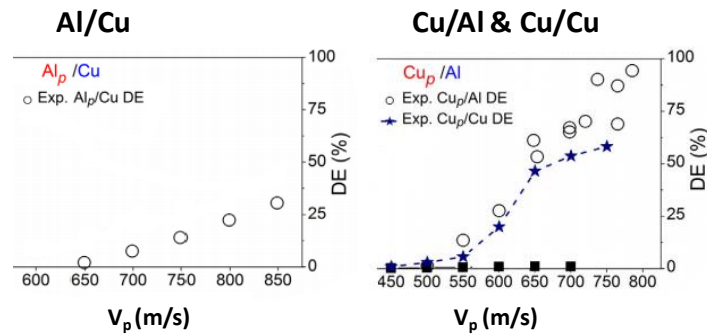 Al/Cu
Cu/Al & Cu/Cu
Alp /Cu
Exp. Alp/Cu DE
100
75
50
25
0
DE (%)
600 650 700 750 800 850
Vp (m/s)
Cup /Al
Exp. Cup/Al DE
Exp. Cup/Cu DE
100
75
50
25
0
DE (%)
450 500 550 600 650 700 750 800
Vp (m/s)